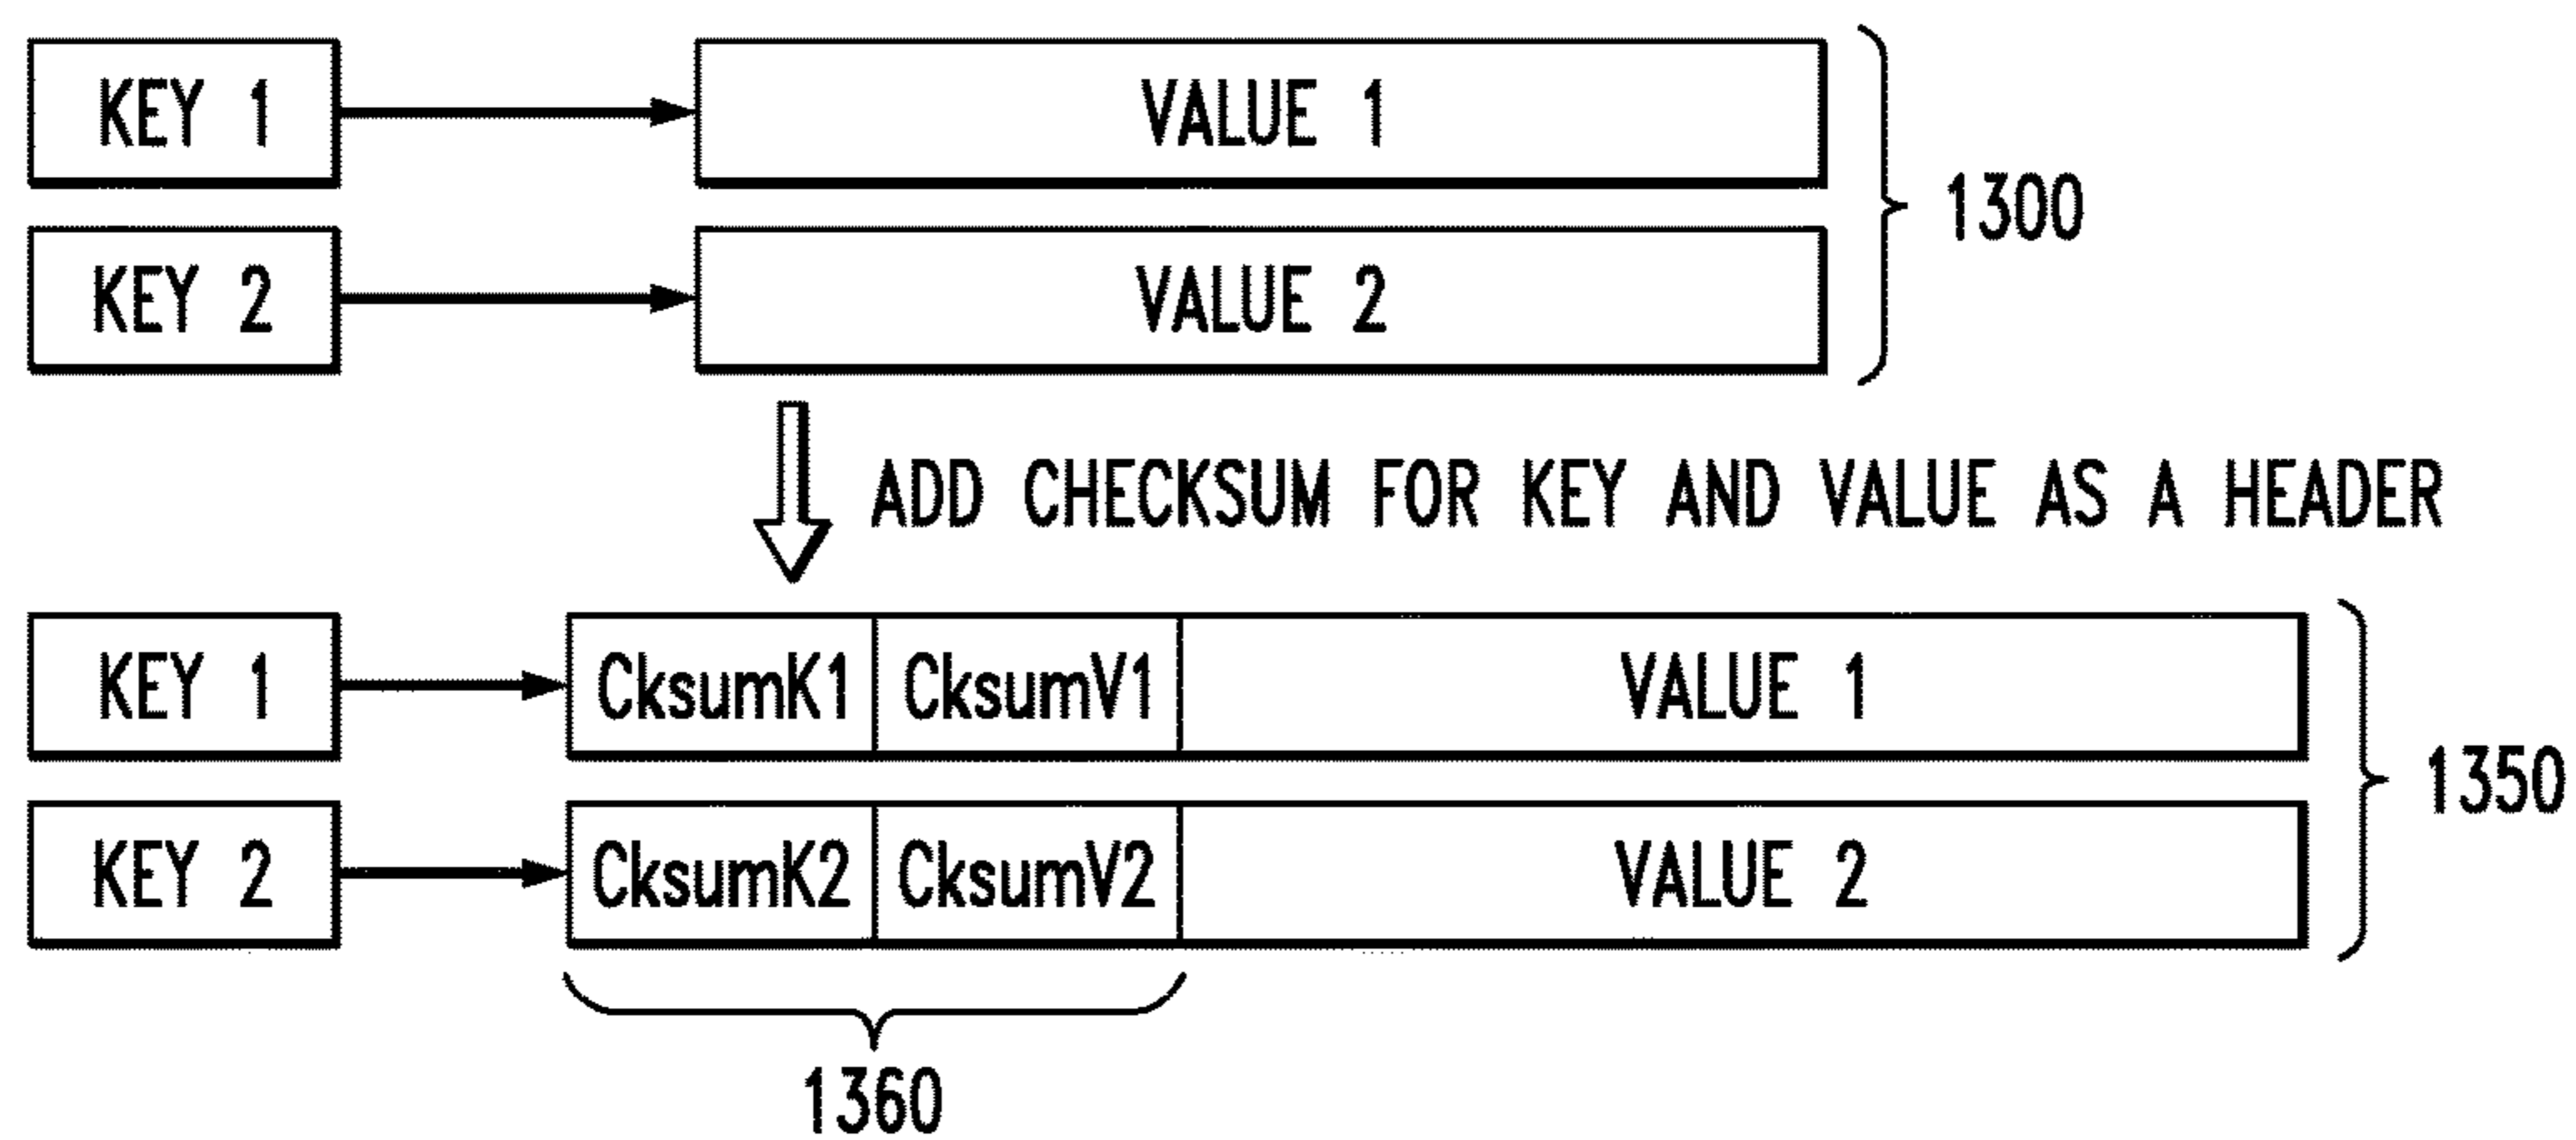 KEY 1 VALUE 1
1300
KEY 2 VALUE 2
ADD CHECKSUM FOR KEY AND VALUE AS A HEADER
KEY 1 CksumK1 CksumV1 VALUE 1
1350
KEY 2 CksumK2 CksumV2 VALUE 2
1360